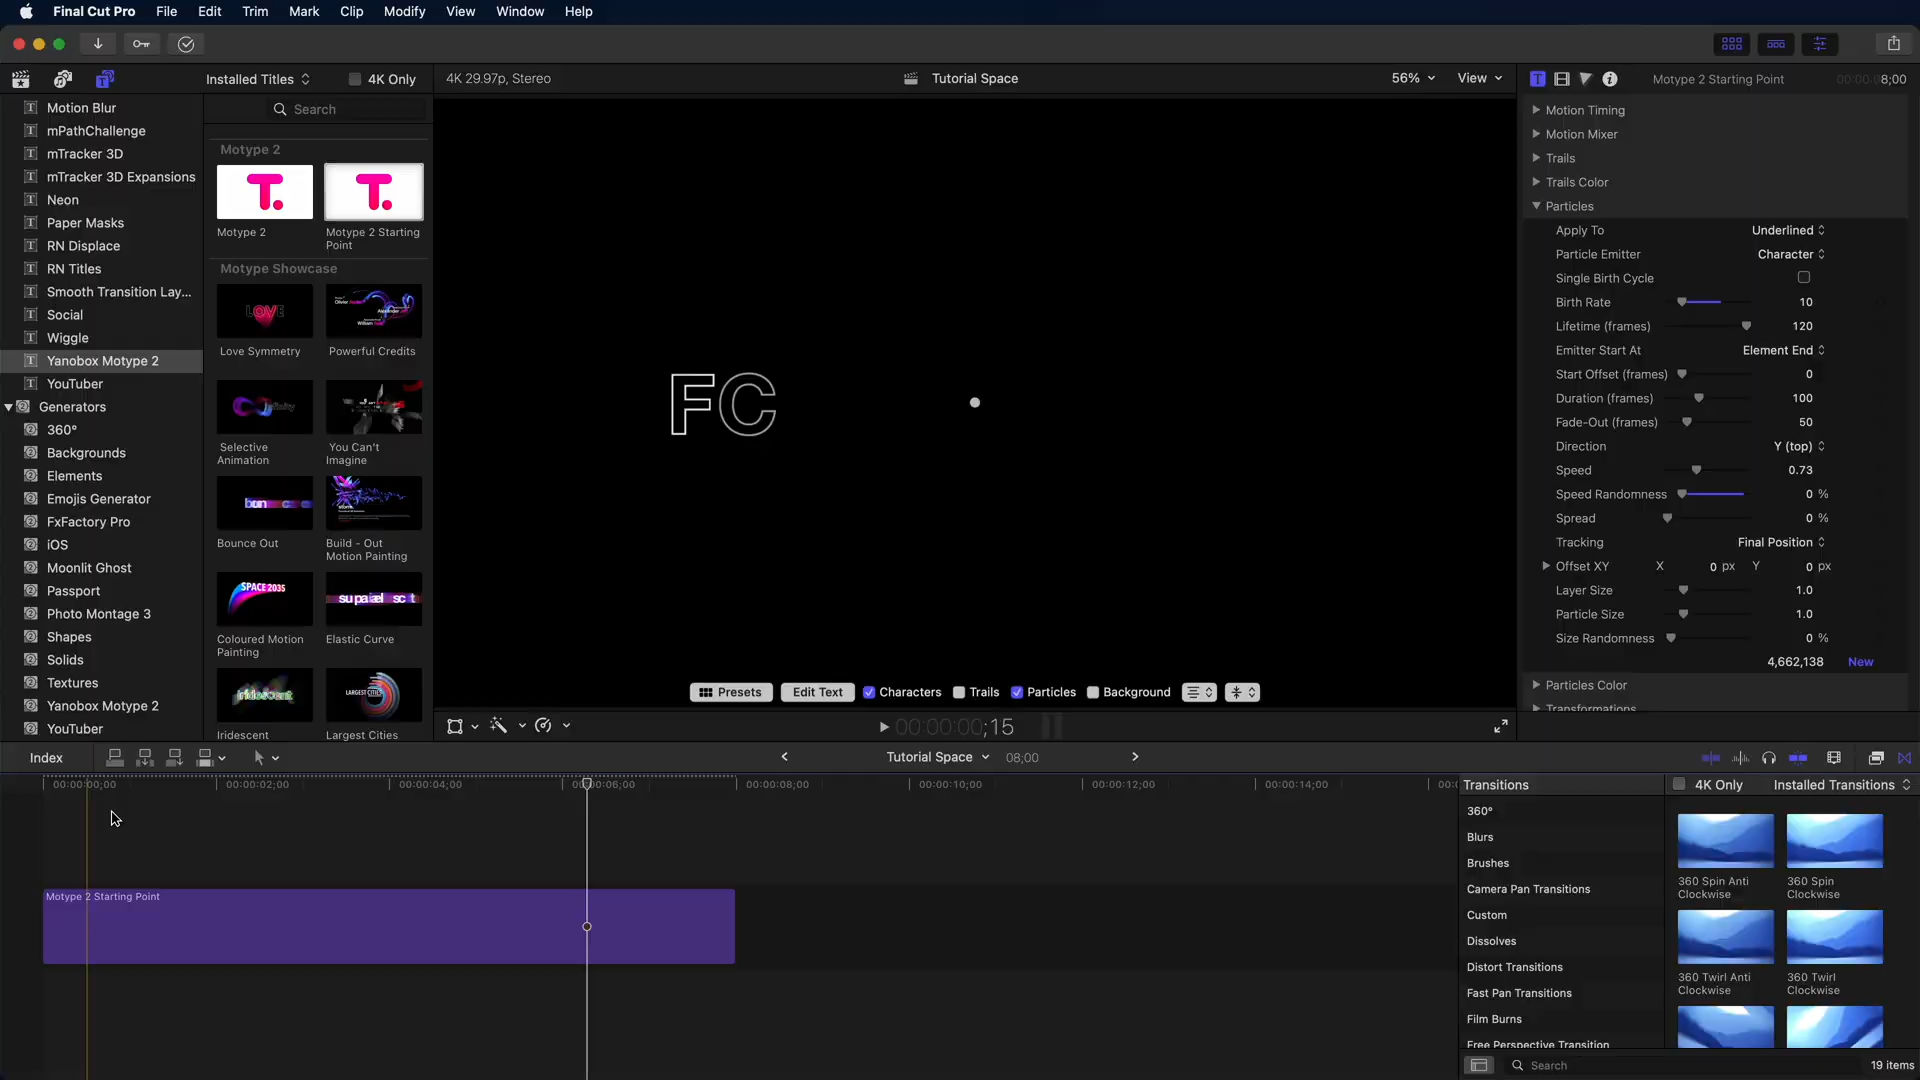 Final Cut Pro File Edit Trim Mark Clip Modify View Window Help
Installed Titles 4K Only
4K 29.97p, Stereo
Tutorial Space
56% View
Motype 2 Starting Point 8;00
Motion Blur
mPathChallenge
mTracker 3D
mTracker 3D Expansions
Neon
Paper Masks
RN Displace
RN Titles
Smooth Transition Lay...
Social
Wiggle
Yanobox Motype 2
YouTuber
Generators
360°
Backgrounds
Elements
Emojis Generator
FxFactory Pro
iOS
Moonlit Ghost
Passport
Photo Montage 3
Shapes
Solids
Textures
Yanobox Motype 2
YouTuber
Search
Motype 2
T. T.
Motype 2
Motype 2 Starting
Point
Motype Showcase
LOVE
Love Symmetry
Powerful Credits
Selective
Animation
You Can't
Imagine
Bounce Out
Build - Out
Motion Painting
SPACE 2035
Coloured Motion
Painting
Elastic Curve
Iridescent
LARGEST CITIES
Largest Cities
FC
Presets Edit Text Characters Trails Particles Background
00:00:00;15
Motion Timing
Motion Mixer
Trails
Trails Color
Particles
Apply To Underlined
Particle Emitter Character
Single Birth Cycle
Birth Rate 10
Lifetime (frames) 120
Emitter Start At Element End
Start Offset (frames) 0
Duration (frames) 100
Fade-Out (frames) 50
Direction Y (top)
Speed 0.73
Speed Randomness 0 %
Spread 0 %
Tracking Final Position
Offset XY X 0 px Y 0 px
Layer Size 1.0
Particle Size 1.0
Size Randomness 0 %
4,662,138 New
Particles Color
Transformations
Index
Tutorial Space 08;00
00:00:00;00 00:00:02;00 00:00:04;00 00:00:06;00 00:00:08;00 00:00:10;00 00:00:12;00 00:00:14;00
Motype 2 Starting Point
Transitions
360°
Blurs
Brushes
Camera Pan Transitions
Custom
Dissolves
Distort Transitions
Fast Pan Transitions
Film Burns
Free Perspective Transition
4K Only Installed Transitions
360 Spin Anti
Clockwise
360 Spin
Clockwise
360 Twirl Anti
Clockwise
360 Twirl
Clockwise
Search
19 items